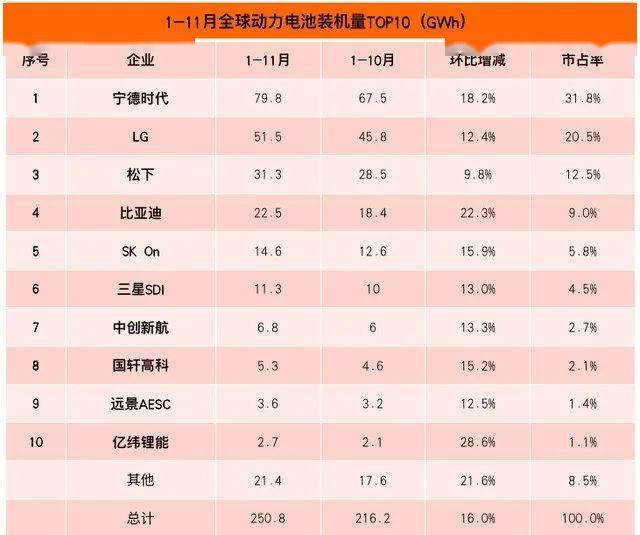 1-11月全球动力电池装机量TOP10（GWh）
序号 企业 1-11月 1-10月 环比增减 市占率
1 宁德时代 79.8 67.5 18.2% 31.8%
2 LG 51.5 45.8 12.4% 20.5%
3 松下 31.3 28.5 9.8% 12.5%
4 比亚迪 22.5 18.4 22.3% 9.0%
5 SK On 14.6 12.6 15.9% 5.8%
6 三星SDI 11.3 10 13.0% 4.5%
7 中创新航 6.8 6 13.3% 2.7%
8 国轩高科 5.3 4.6 15.2% 2.1%
9 远景AESC 3.6 3.2 12.5% 1.4%
10 亿纬锂能 2.7 2.1 28.6% 1.1%
其他 21.4 17.6 21.6% 8.5%
总计 250.8 216.2 16.0% 100.0%